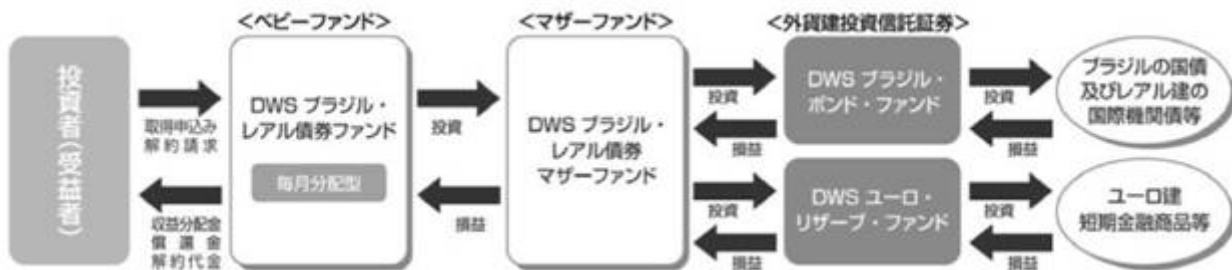 <ベビーファンド>
<マザーファンド>
<外貨建投資信託証券>
投資者(受益者)
取得申込み
解約請求
収益分配金
償還金
解約代金
DWS ブラジル・
レアル債券ファンド
毎月分配型
投資
損益
DWS ブラジル・
レアル債券
マザーファンド
投資
損益
投資
損益
DWS ブラジル・
ボンド・ファンド
DWS ユーロ・
リザーブ・ファンド
投資
損益
投資
損益
ブラジルの国債
及びレアル建の
国際機関債等
ユーロ建
短期金融商品等